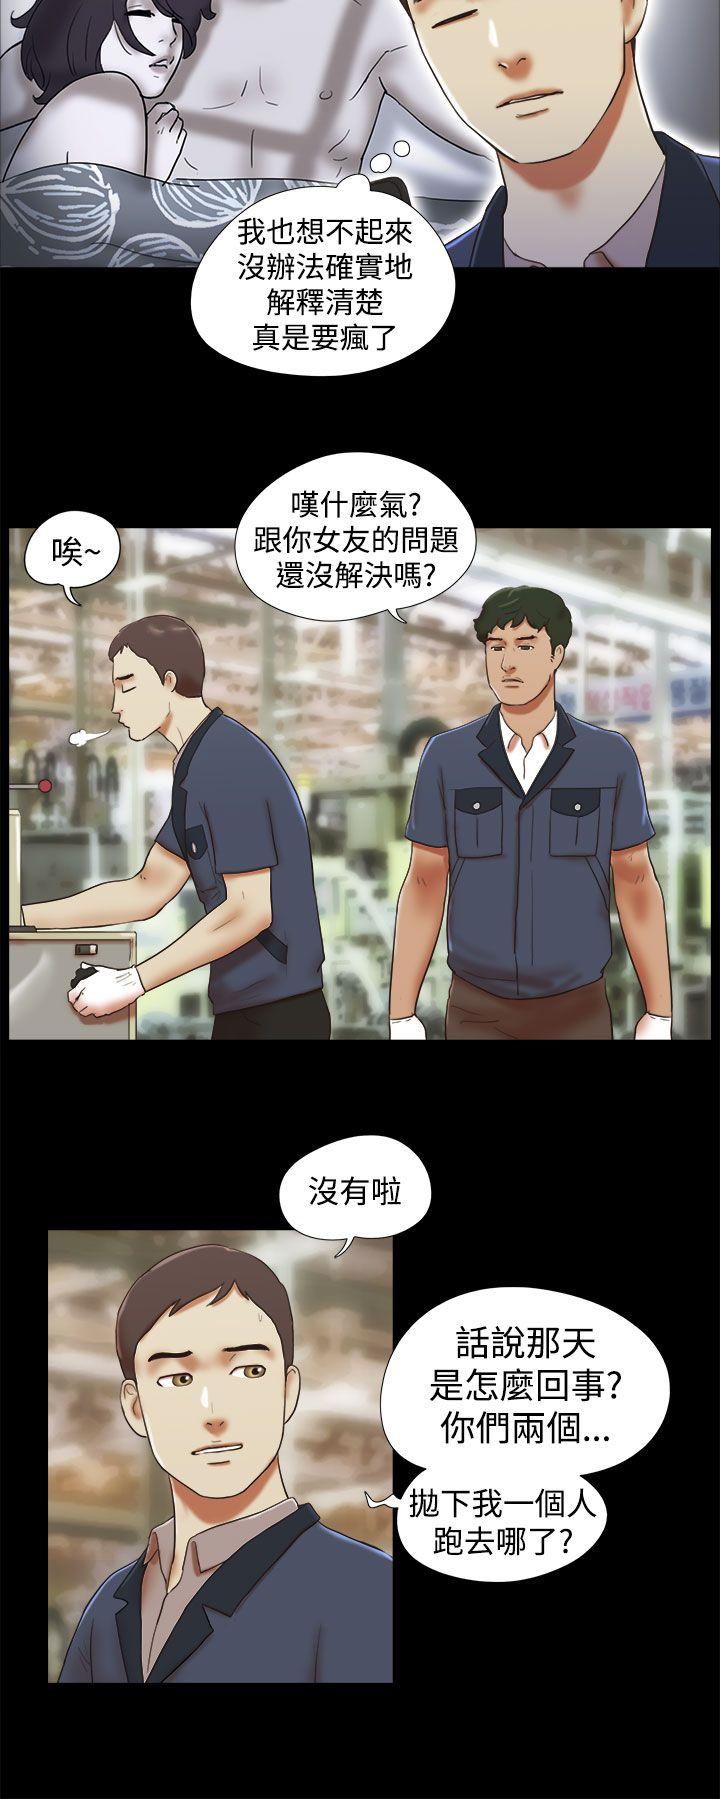 我也想不起來
沒辦法確實地
解釋清楚
真是要瘋了
嘆什麼氣?
跟你女友的問題
還沒解決嗎?
唉~
沒有啦
話說那天
是怎麼回事?
你們兩個...
拋下我一個人
跑去哪了?